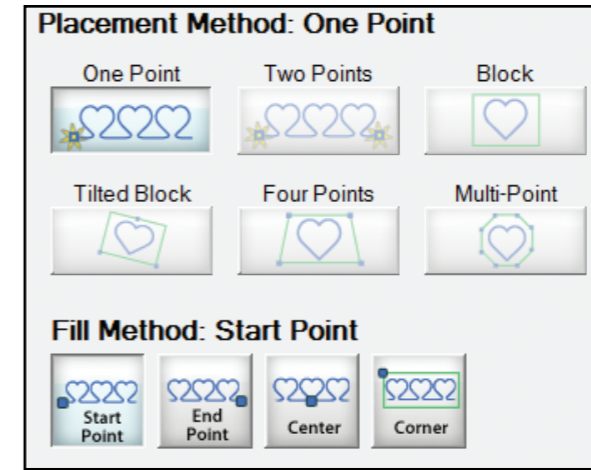 Placement Method: One Point
One Point Two Points Block
Tilted Block Four Points Multi-Point
Fill Method: Start Point
Start
Point
End
Point
Center
Corner